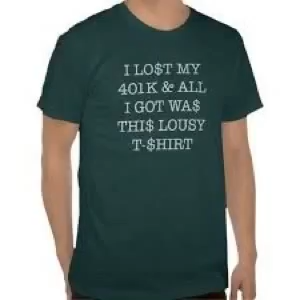 I LO$T MY
401K & ALL
I GOT WA$
THI$ LOUSY
T-$HIRT